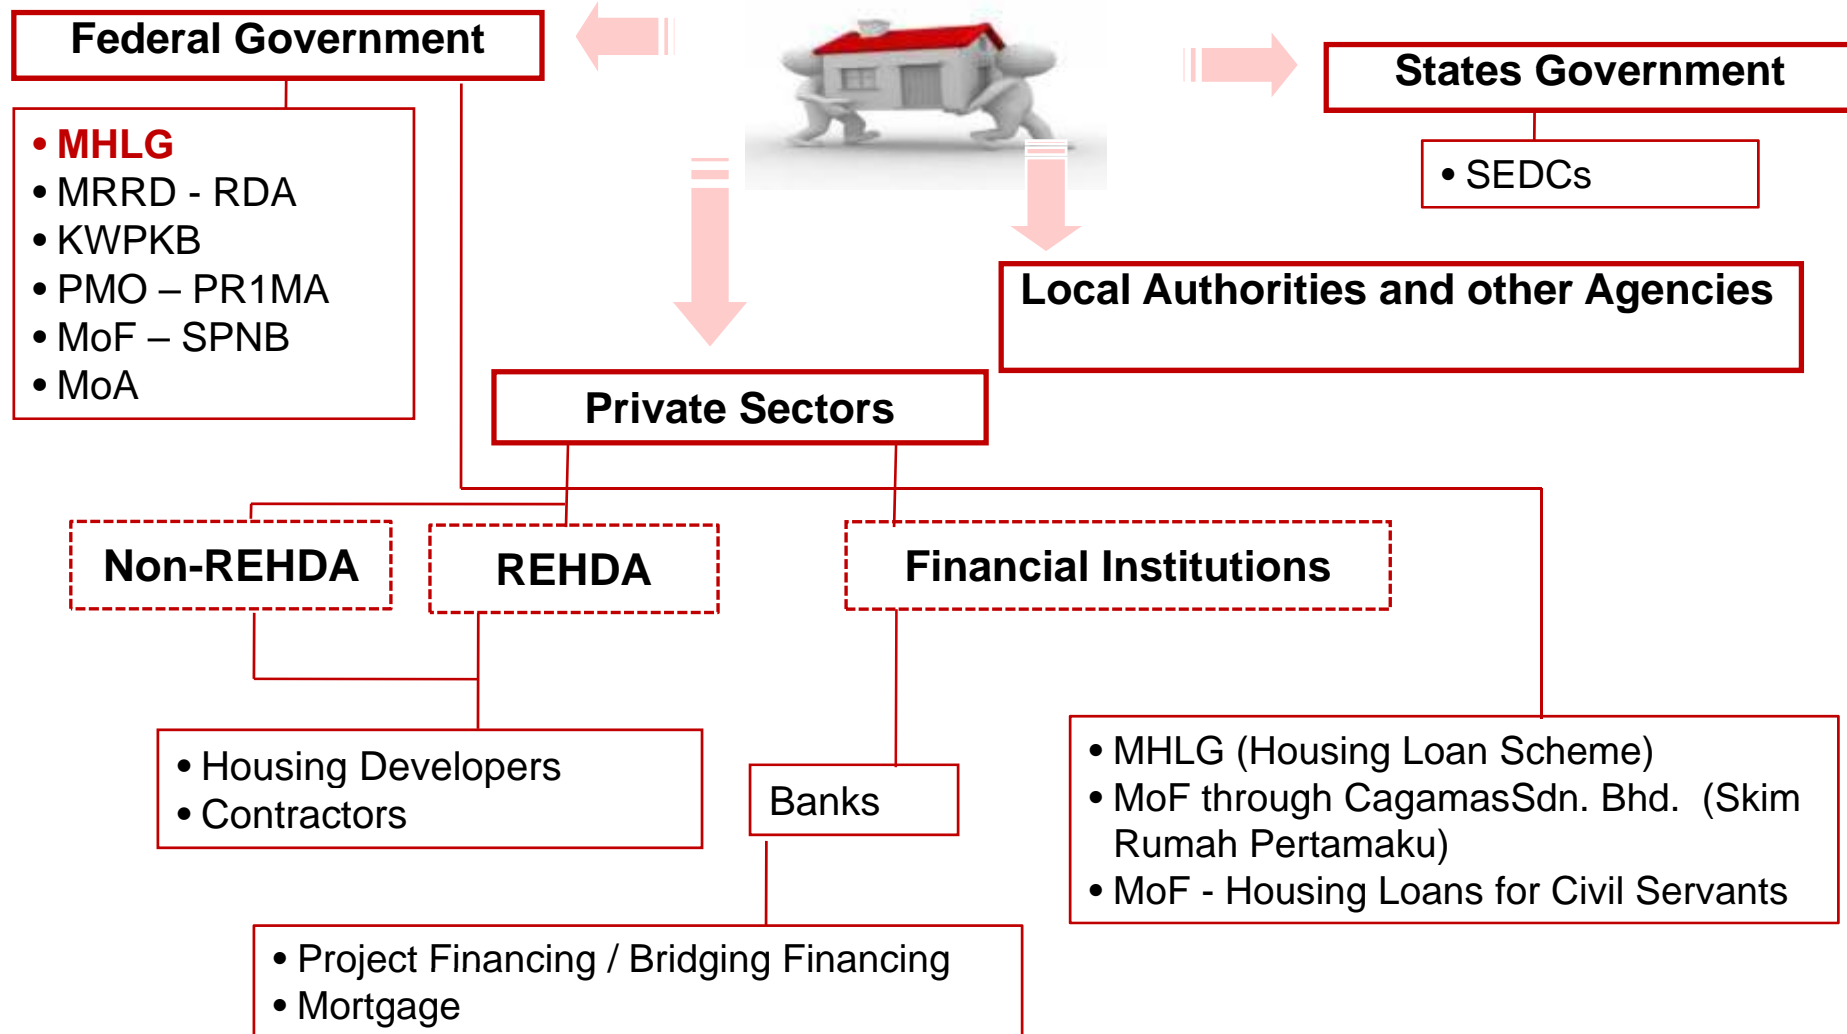 Federal Government
States Government
• MHLG
• MRRD - RDA
• KWPKB
• PMO – PR1MA
• MoF – SPNB
• MoA
• SEDCs
Local Authorities and other Agencies
Private Sectors
Non-REHDA
REHDA
Financial Institutions
• Housing Developers
• Contractors
Banks
• MHLG (Housing Loan Scheme)
• MoF through CagamasSdn. Bhd. (Skim
Rumah Pertamaku)
• MoF - Housing Loans for Civil Servants
• Project Financing / Bridging Financing
• Mortgage